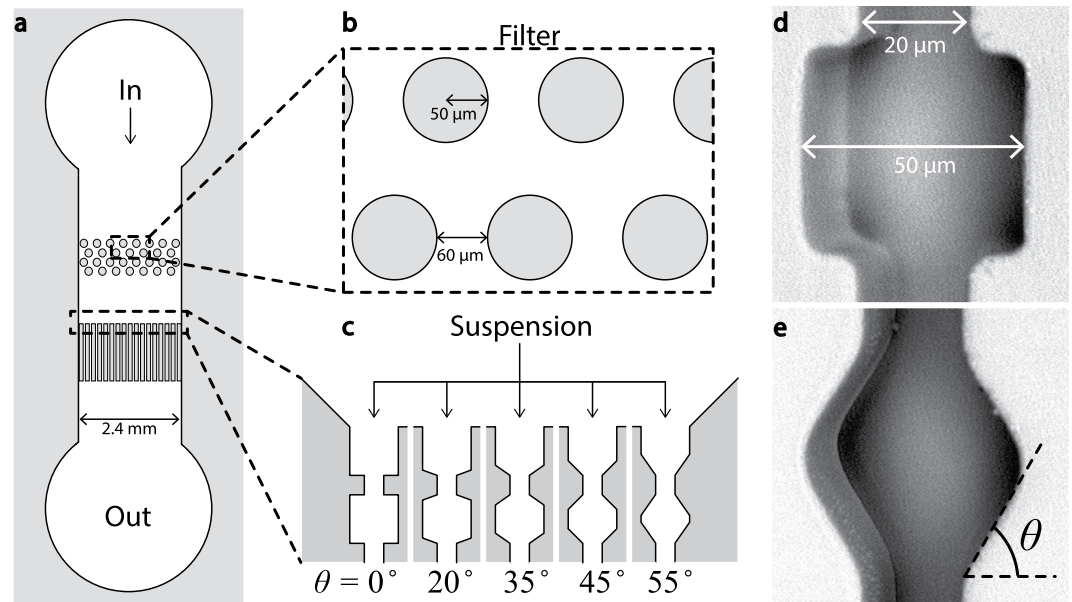 a
In
2.4 mm
Out
b
Filter
50 µm
60 µm
c
Suspension
θ = 0° 20° 35° 45° 55°
d
20 µm
50 µm
e
θ